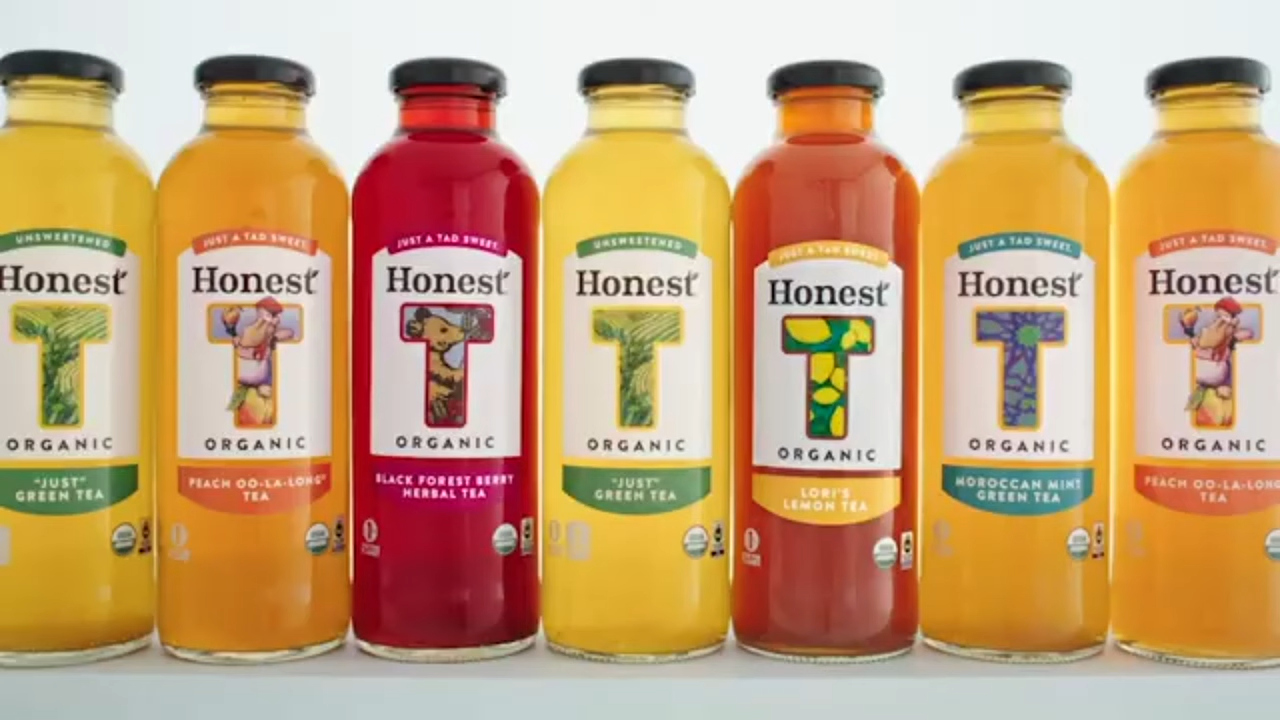 UNSWEETENED
Honest
T
ORGANIC
"JUST"
GREEN TEA
JUST A TAD SWEET.
Honest
T
ORGANIC
PEACH OO-LA-LONG
TEA
JUST A TAD SWEET.
Honest
T
ORGANIC
BLACK FOREST BERRY
HERBAL TEA
UNSWEETENED
Honest
T
ORGANIC
"JUST"
GREEN TEA
JUST A TAD SWEET.
Honest
T
ORGANIC
LORI'S
LEMON TEA
JUST A TAD SWEET.
Honest
T
ORGANIC
MOROCCAN MINT
GREEN TEA
JUST A TAD SWEET.
Honest
T
ORGANIC
PEACH OO-LA-LONG
TEA